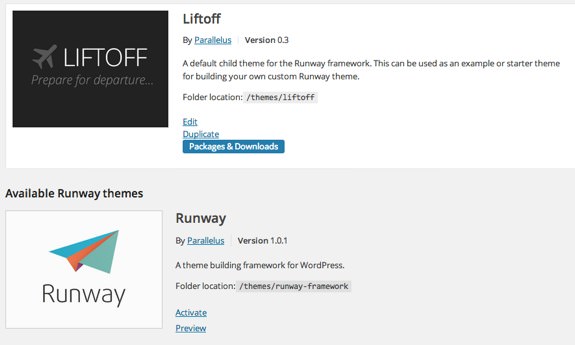 LIFTOFF
Prepare for departure...
Liftoff
By Parallelus Version 0.3
A default child theme for the Runway framework. This can be used as an example or starter theme
for building your own custom Runway theme.
Folder location: /themes/liftoff
Edit
Duplicate
Packages & Downloads
Available Runway themes
Runway
Runway
By Parallelus Version 1.0.1
A theme building framework for WordPress.
Folder location: /themes/runway-framework
Activate
Preview